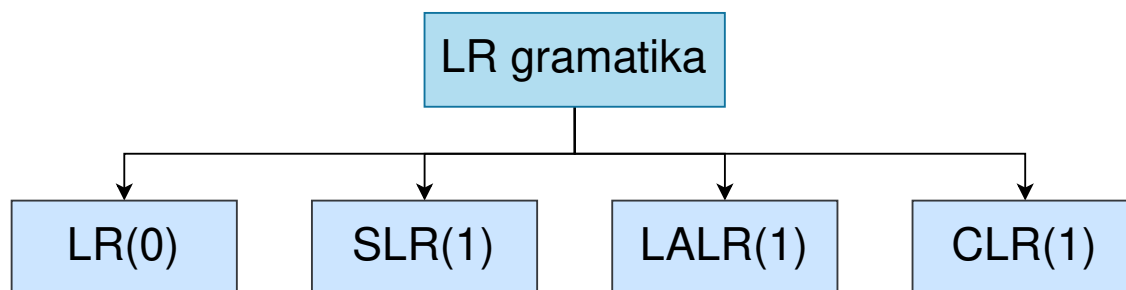 LR gramatika
LR(0)
SLR(1)
LALR(1)
CLR(1)